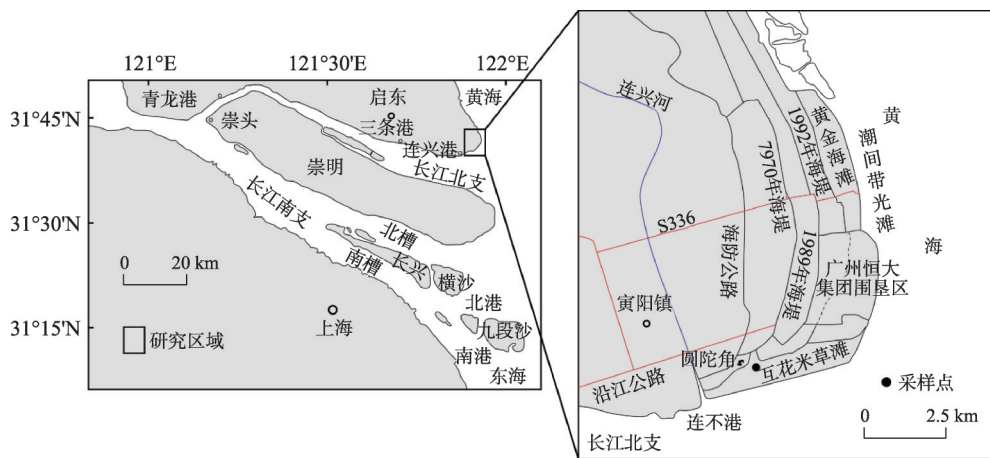 121°E
121°30'E
122°E
31°45'N
31°30'N
31°15'N
青龙港
崇头
启东
三条港
连兴港
黄海
崇明
长江北支
长江南支
北槽
南槽
长兴
横沙
北港
九段沙
南港
东海
0 20 km
上海
研究区域
连兴河
S336
寅阳镇
海防公路
7970年海堤
1992年海堤
1989年海堤
黄金海滩
潮间带光滩
黄
海
广州恒大
集团围垦区
圆陀角
互花米草滩
沿江公路
连不港
长江北支
采样点
0 2.5 km